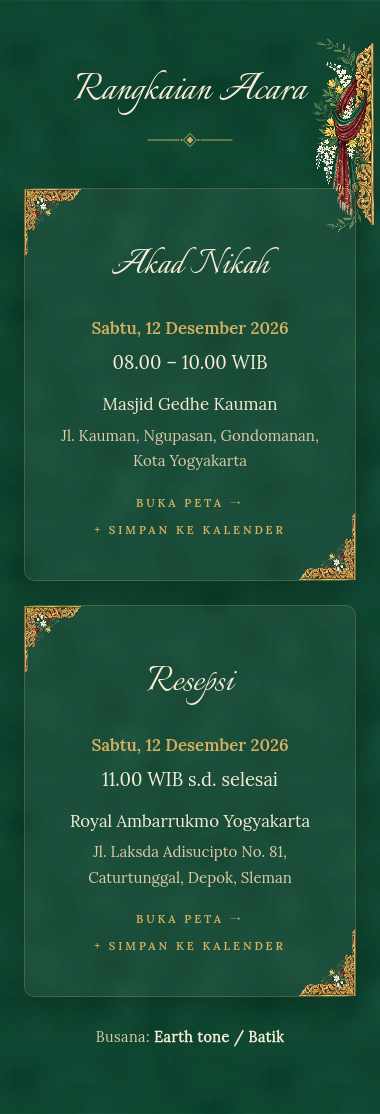 Rangkaian Acara
Akad Nikah
Sabtu, 12 Desember 2026
08.00 – 10.00 WIB
Masjid Gedhe Kauman
Jl. Kauman, Ngupasan, Gondomanan,
Kota Yogyakarta
BUKA PETA →
+ SIMPAN KE KALENDER
Resepsi
Sabtu, 12 Desember 2026
11.00 WIB s.d. selesai
Royal Ambarrukmo Yogyakarta
Jl. Laksda Adisucipto No. 81,
Caturtunggal, Depok, Sleman
BUKA PETA →
+ SIMPAN KE KALENDER
Busana: Earth tone / Batik